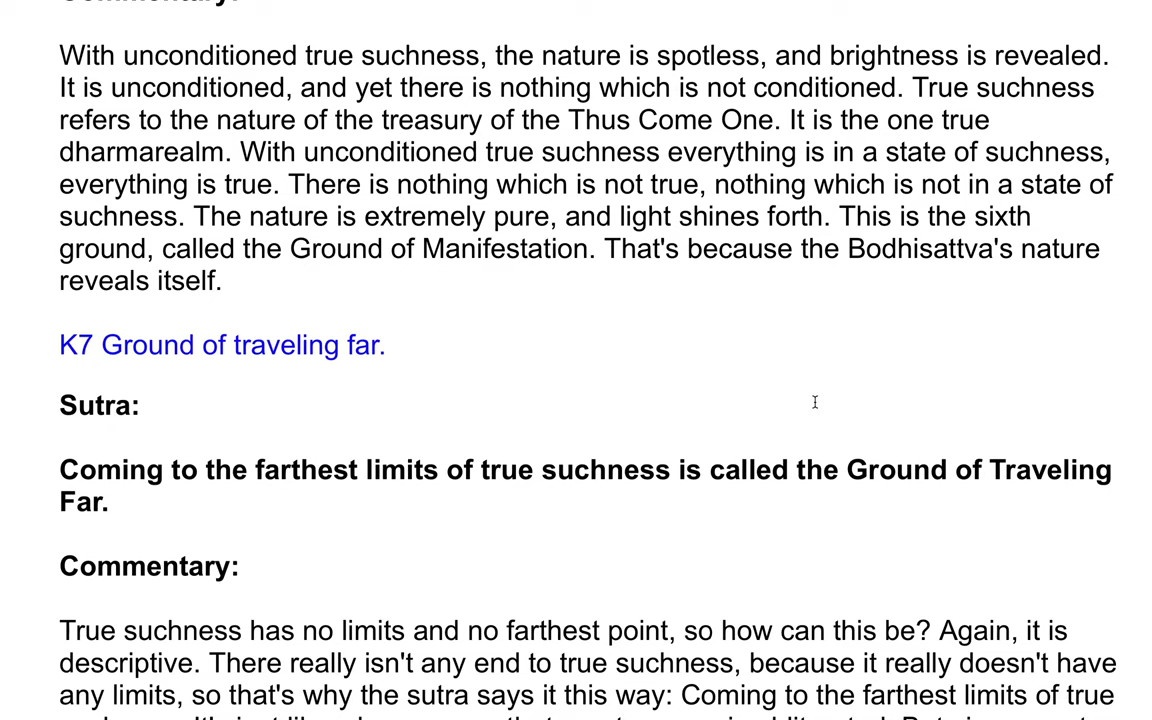 With unconditioned true suchness, the nature is spotless, and brightness is revealed.
It is unconditioned, and yet there is nothing which is not conditioned. True suchness
refers to the nature of the treasury of the Thus Come One. It is the one true
dharmarealm. With unconditioned true suchness everything is in a state of suchness,
everything is true. There is nothing which is not true, nothing which is not in a state of
suchness. The nature is extremely pure, and light shines forth. This is the sixth
ground, called the Ground of Manifestation. That's because the Bodhisattva's nature
reveals itself.
K7 Ground of traveling far.
Sutra:
Coming to the farthest limits of true suchness is called the Ground of Traveling
Far.
Commentary:
True suchness has no limits and no farthest point, so how can this be? Again, it is
descriptive. There really isn't any end to true suchness, because it really doesn't have
any limits, so that's why the sutra says it this way: Coming to the farthest limits of true